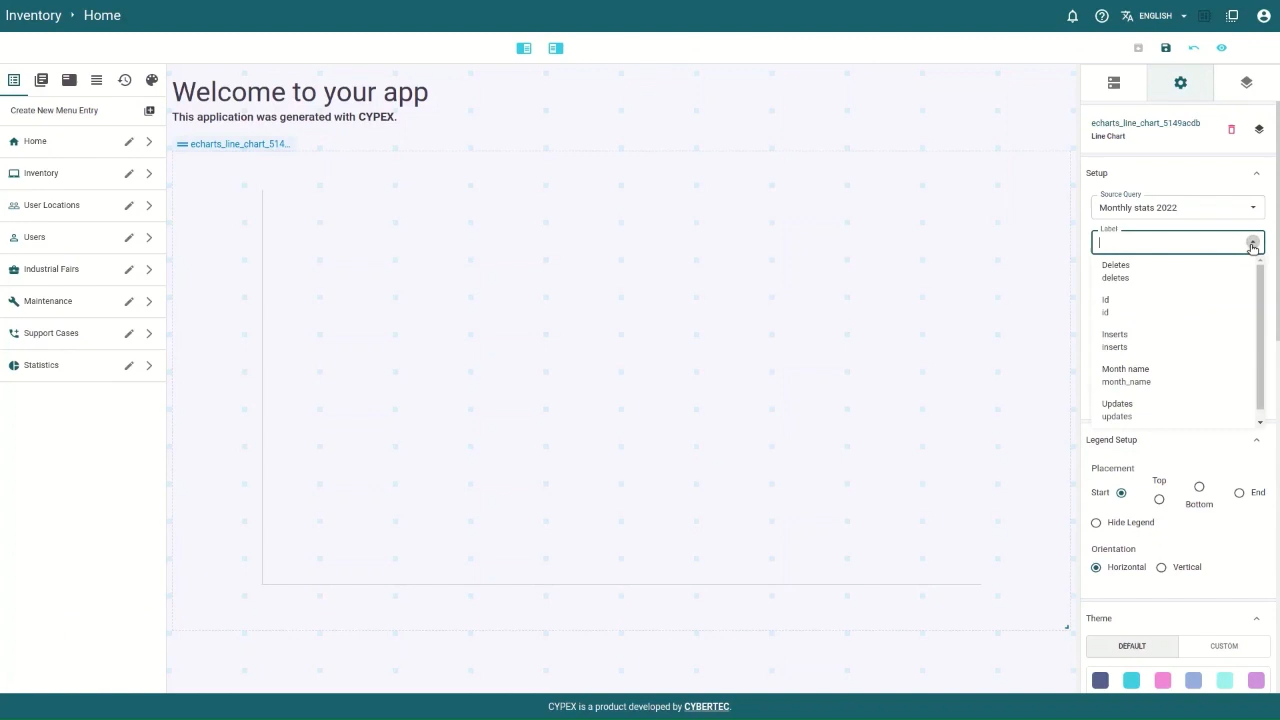 Inventory › Home
ENGLISH
Create New Menu Entry
Home
Inventory
User Locations
Users
Industrial Fairs
Maintenance
Support Cases
Statistics
Welcome to your app
This application was generated with CYPEX.
echarts_line_chart_514...
echarts_line_chart_5149acdb
Line Chart
Setup
Source Query
Monthly stats 2022
Label
Deletes
deletes
Id
id
Inserts
inserts
Month name
month_name
Updates
updates
Legend Setup
Placement
Start
Top
Bottom
End
Hide Legend
Orientation
Horizontal
Vertical
Theme
DEFAULT
CUSTOM
CYPEX is a product developed by CYBERTEC.